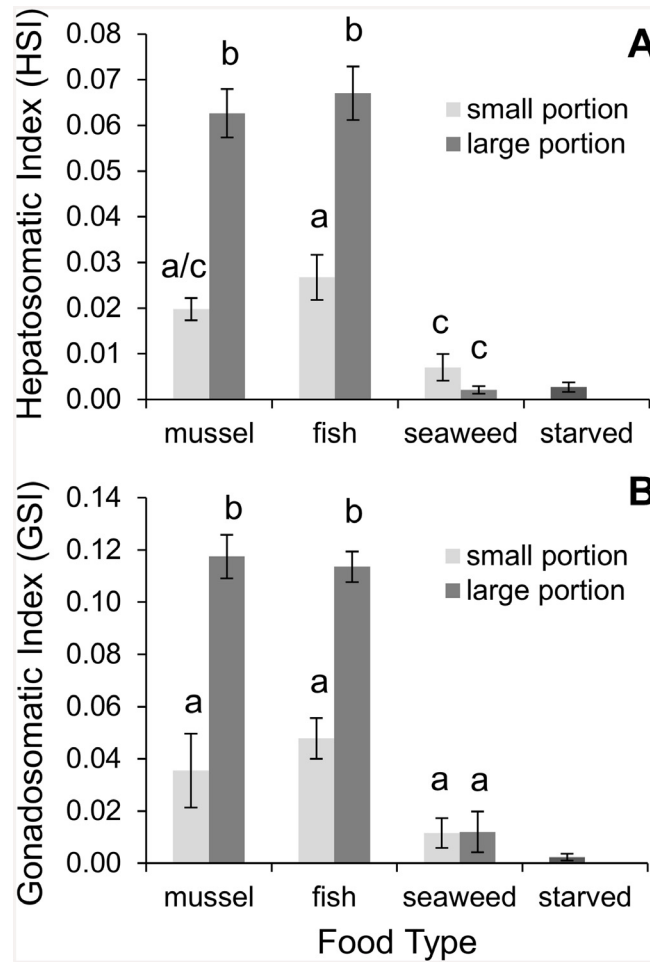 A
Hepatosomatic Index (HSI)
0.08
0.07
0.06
0.05
0.04
0.03
0.02
0.01
0.00
small portion
large portion
a/c
b
a
b
c
c
mussel
fish
seaweed
starved
B
Gonadosomatic Index (GSI)
0.14
0.12
0.10
0.08
0.06
0.04
0.02
0.00
small portion
large portion
a
b
a
b
a
a
mussel
fish
seaweed
starved
Food Type